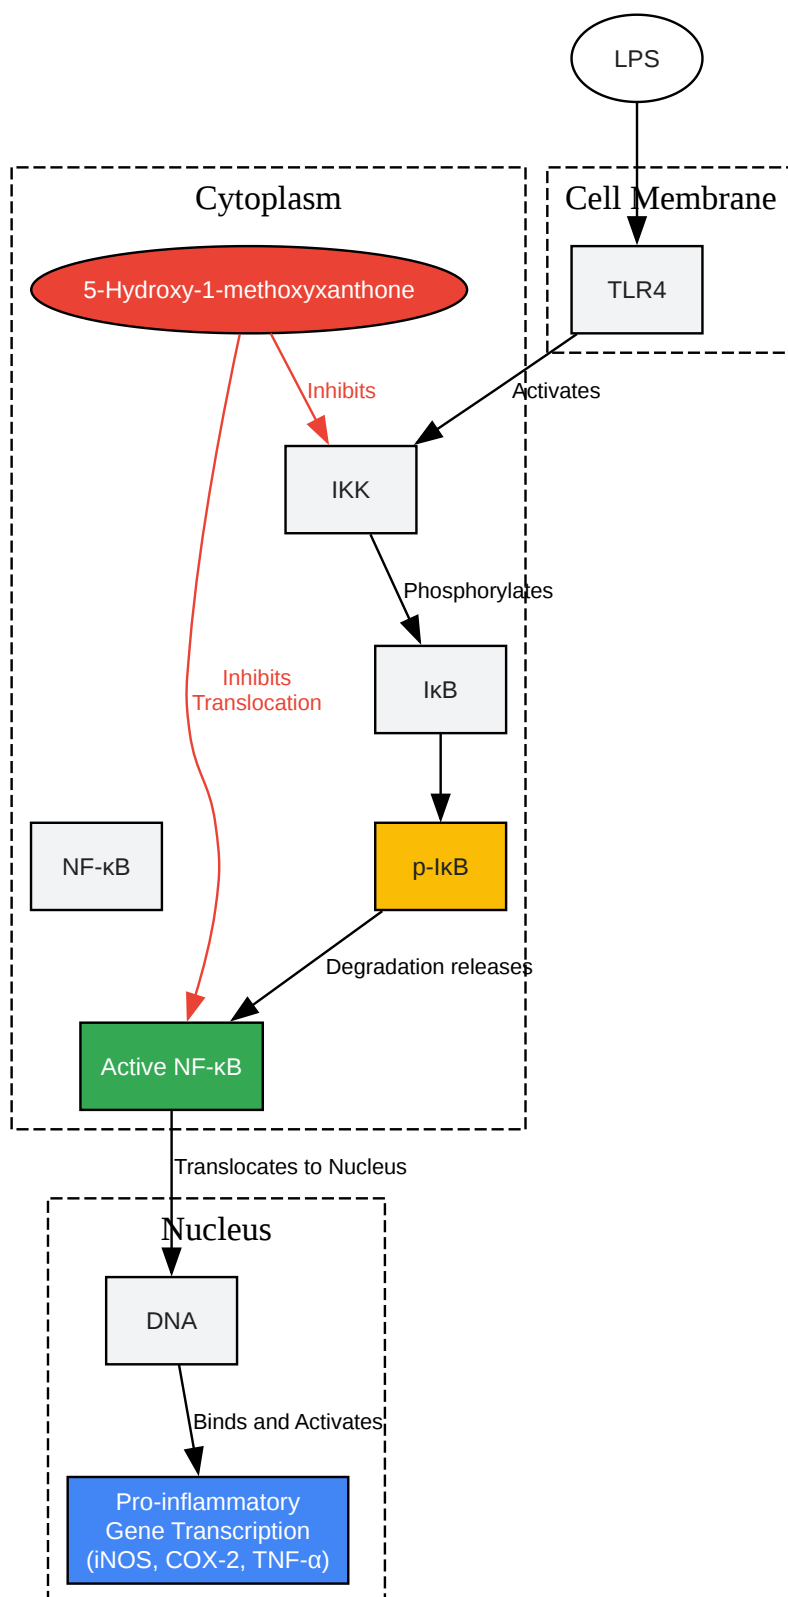 LPS
Cytoplasm
Cell Membrane
5-Hydroxy-1-methoxyxanthone
TLR4
Inhibits
Activates
IKK
Phosphorylates
Inhibits
Translocation
IκB
NF-κB
p-IκB
Degradation releases
Active NF-κB
Translocates to Nucleus
Nucleus
DNA
Binds and Activates
Pro-inflammatory
Gene Transcription
(iNOS, COX-2, TNF-α)